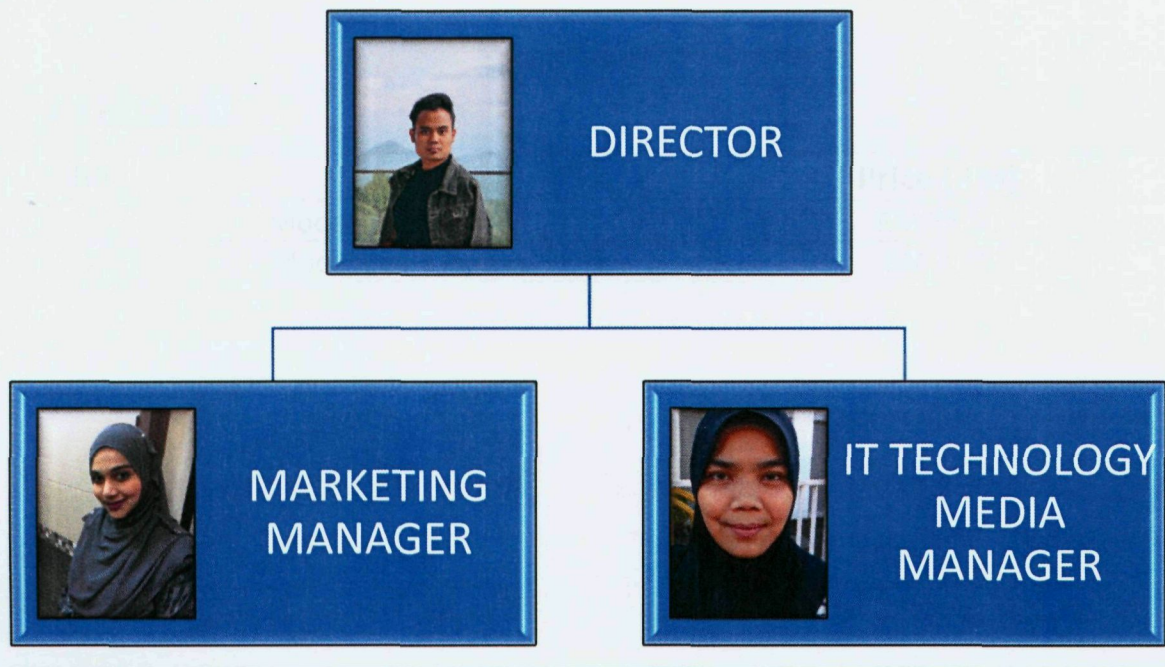 DIRECTOR
MARKETING
MANAGER
IT TECHNOLOGY
MEDIA
MANAGER